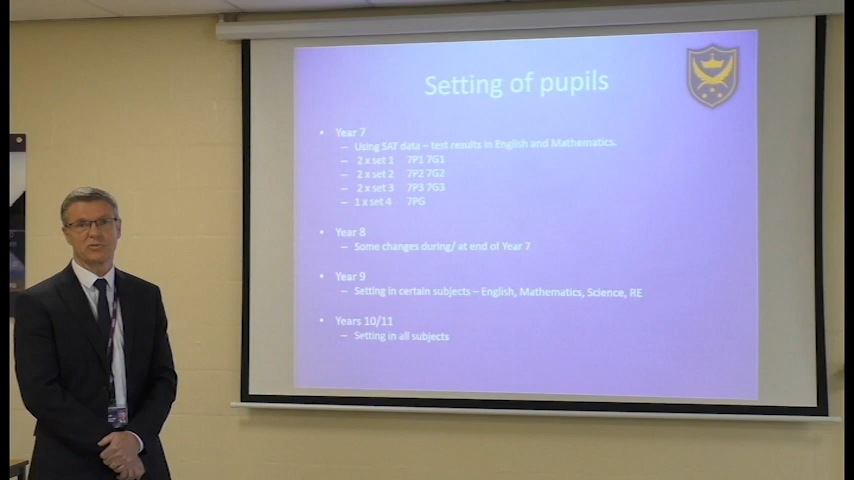 Setting of pupils
• Year 7
– Using SAT data – test results in English and Mathematics.
– 2 x set 1 7P1 7G1
– 2 x set 2 7P2 7G2
– 2 x set 3 7P3 7G3
– 1 x set 4 7PG
• Year 8
– Some changes during/ at end of Year 7
• Year 9
– Setting in certain subjects – English, Mathematics, Science, RE
• Years 10/11
– Setting in all subjects